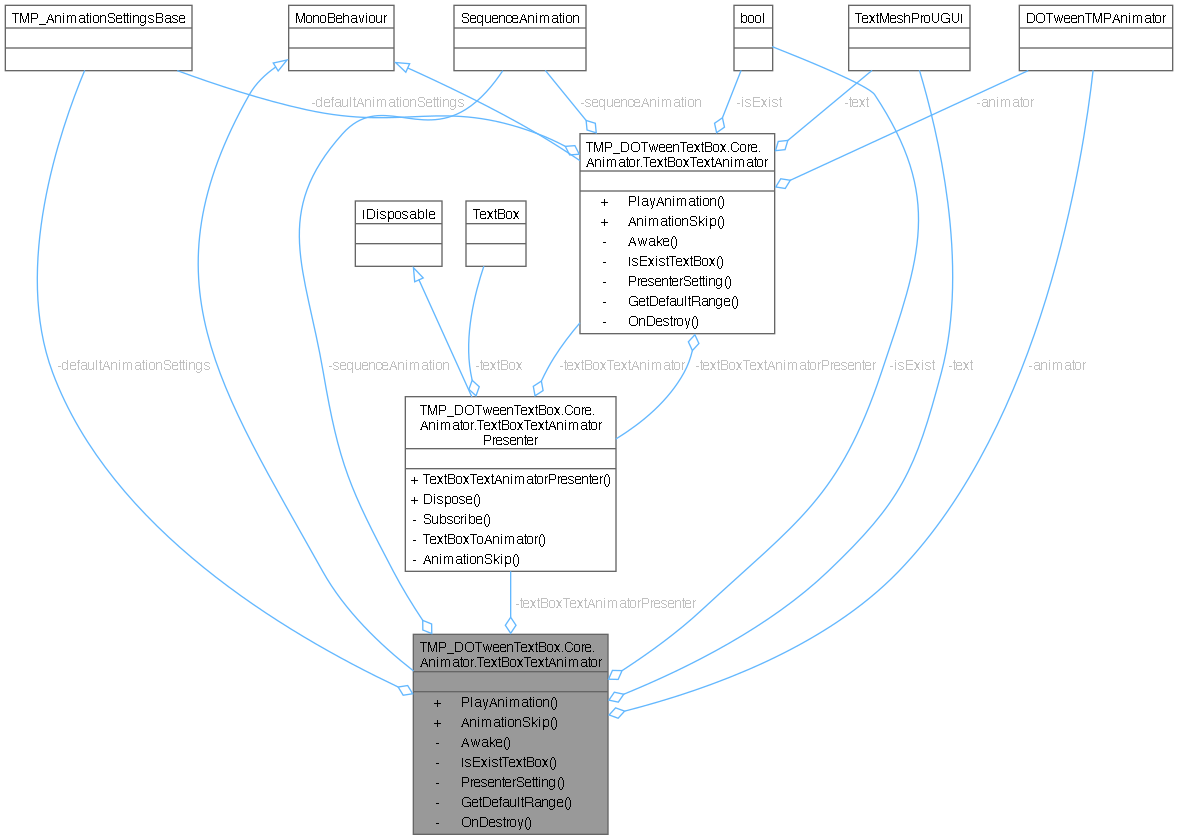 TMP_AnimationSettingsBase
MonoBehaviour
SequenceAnimation
bool
TextMeshProUGUI
DOTweenTMPAnimator
-defaultAnimationSettings
-sequenceAnimation
-isExist
-text
-animator
TMP_DOTweenTextBox.Core.
Animator.TextBoxTextAnimator
+ PlayAnimation()
+ AnimationSkip()
- Awake()
- IsExistTextBox()
- PresenterSetting()
- GetDefaultRange()
- OnDestroy()
IDisposable
TextBox
-defaultAnimationSettings
-sequenceAnimation
-textBox
-textBoxTextAnimator
-textBoxTextAnimatorPresenter
-isExist
-text
-animator
TMP_DOTweenTextBox.Core.
Animator.TextBoxTextAnimator
Presenter
+ TextBoxTextAnimatorPresenter()
+ Dispose()
- Subscribe()
- TextBoxToAnimator()
- AnimationSkip()
-textBoxTextAnimatorPresenter
TMP_DOTweenTextBox.Core.
Animator.TextBoxTextAnimator
+ PlayAnimation()
+ AnimationSkip()
- Awake()
- IsExistTextBox()
- PresenterSetting()
- GetDefaultRange()
- OnDestroy()